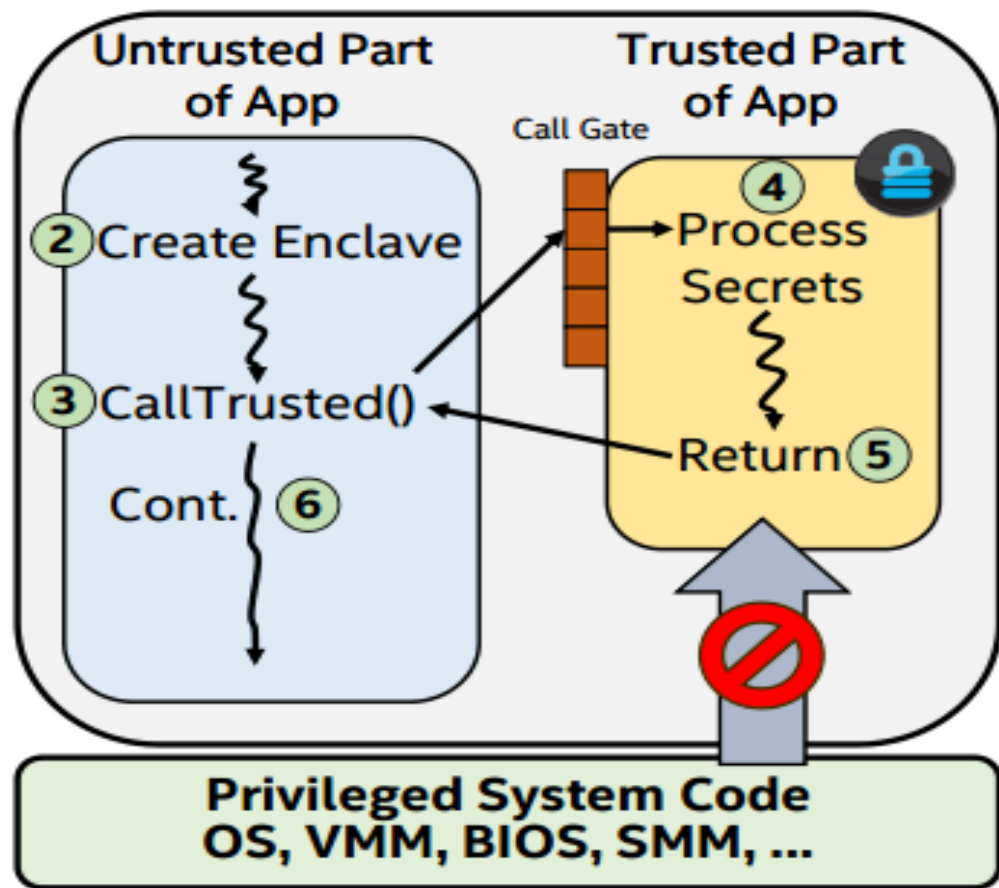 Untrusted Part
of App
Trusted Part
of App
Call Gate
2 Create Enclave
3 CallTrusted()
Cont. 6
4
Process
Secrets
Return 5
Privileged System Code
OS, VMM, BIOS, SMM, ...